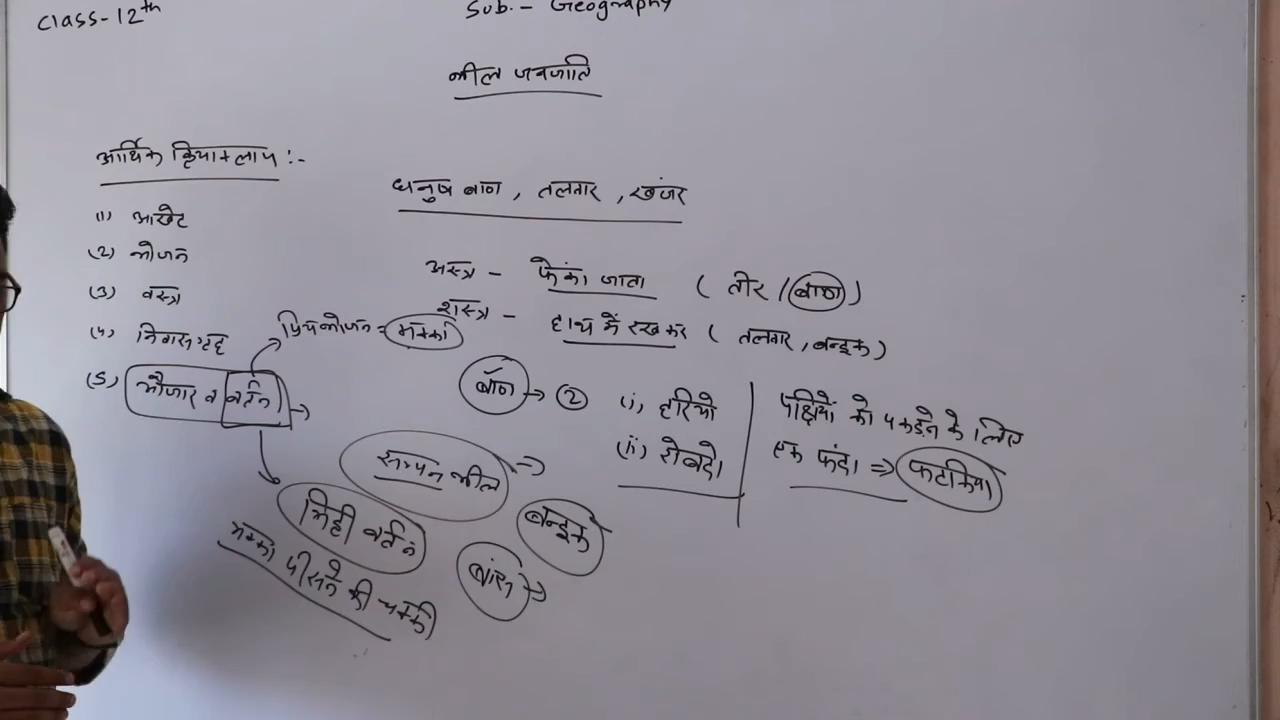 Class-12th
Sub.- Geography
भील जनजाति
आर्थिक क्रियाकलाप :-
(1) आखेट
(2) भोजन
(3) वस्त्र
(4) निवास गृह
(5) औजार व बर्तन →
प्रिय भोजन = मक्का
धनुष बाण , तलवार , खंजर
अस्त्र - फेंका जाता ( तीर / बाण )
शस्त्र - हाथ में रखकर ( तलवार , बन्दूक )
बाण → 2
(i) हरियो
(ii) रोबदो
पक्षियों को पकड़ने के लिए
एक फंदा ⇒ फटकिया
सम्पन्न भील →
बन्दूक
मिट्टी बर्तन
बांस →
मक्का पीसने की चक्की